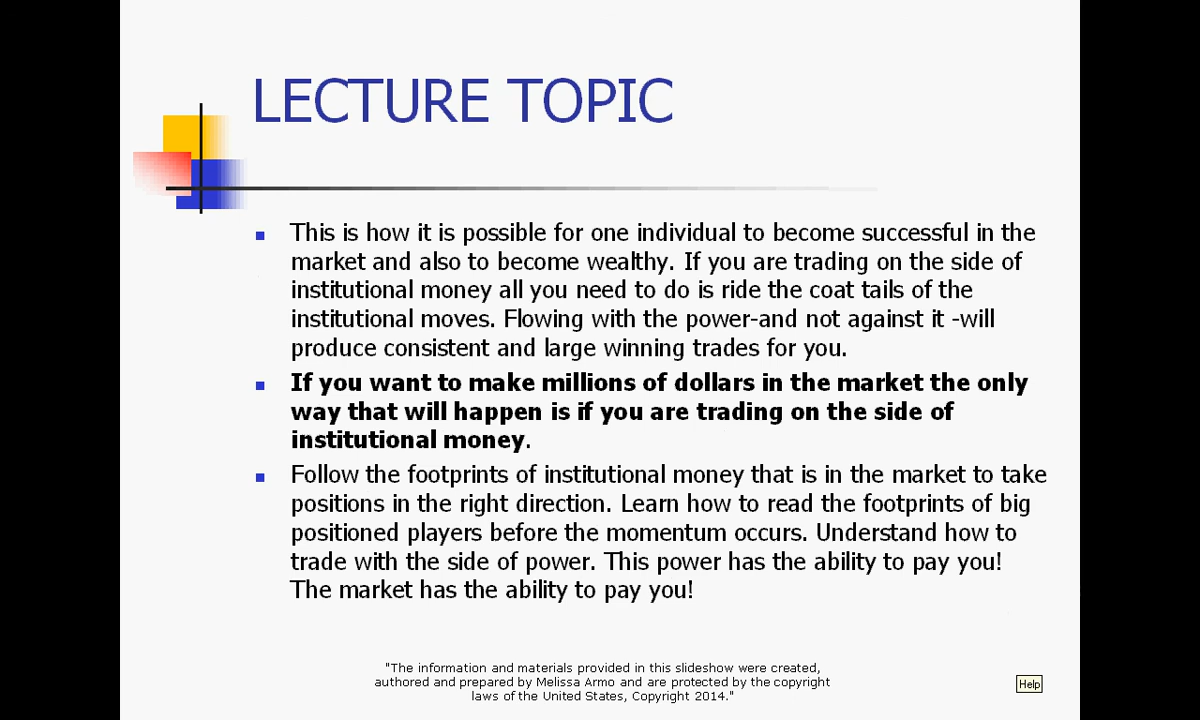 LECTURE TOPIC
This is how it is possible for one individual to become successful in the
market and also to become wealthy. If you are trading on the side of
institutional money all you need to do is ride the coat tails of the
institutional moves. Flowing with the power-and not against it -will
produce consistent and large winning trades for you.
If you want to make millions of dollars in the market the only
way that will happen is if you are trading on the side of
institutional money.
Follow the footprints of institutional money that is in the market to take
positions in the right direction. Learn how to read the footprints of big
positioned players before the momentum occurs. Understand how to
trade with the side of power. This power has the ability to pay you!
The market has the ability to pay you!
"The information and materials provided in this slideshow were created,
authored and prepared by Melissa Armo and are protected by the copyright
laws of the United States, Copyright 2014."
Help